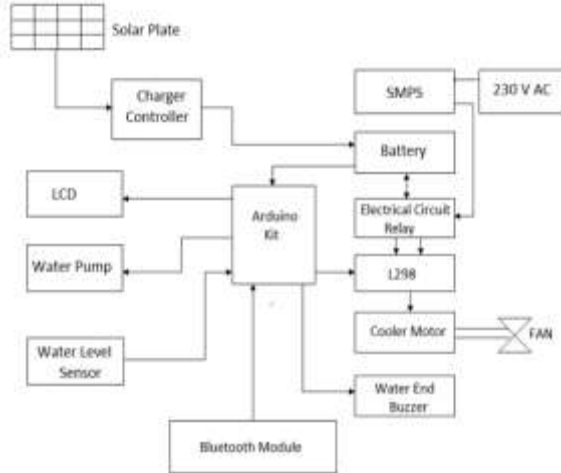 Solar Plate
Charger
Controller
SMPS
230 V AC
Battery
LCD
Arduino
Kit
Electrical Circuit
Relay
Water Pump
L298
Cooler Motor
FAN
Water Level
Sensor
Water End
Buzzer
Bluetooth Module